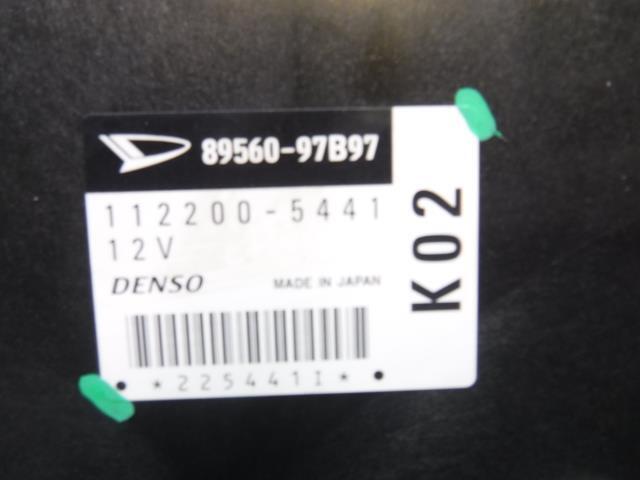 89560-97B97
112200-5441
12V
DENSO MADE IN JAPAN
*225441I*
K02